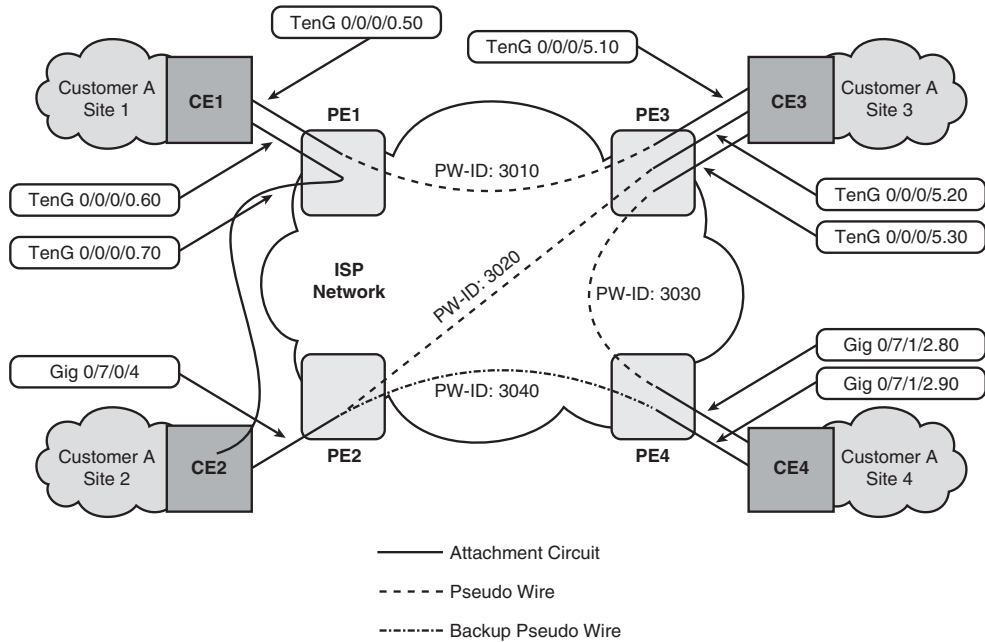 TenG 0/0/0/0.50
TenG 0/0/0/5.10
Customer A
Site 1
CE1
PE1
PE3
CE3
Customer A
Site 3
PW-ID: 3010
TenG 0/0/0/0.60
TenG 0/0/0/5.20
TenG 0/0/0/0.70
TenG 0/0/0/5.30
ISP
Network
PW-ID: 3020
PW-ID: 3030
Gig 0/7/0/4
Gig 0/7/1/2.80
PW-ID: 3040
Gig 0/7/1/2.90
Customer A
Site 2
CE2
PE2
PE4
CE4
Customer A
Site 4
Attachment Circuit
Pseudo Wire
Backup Pseudo Wire